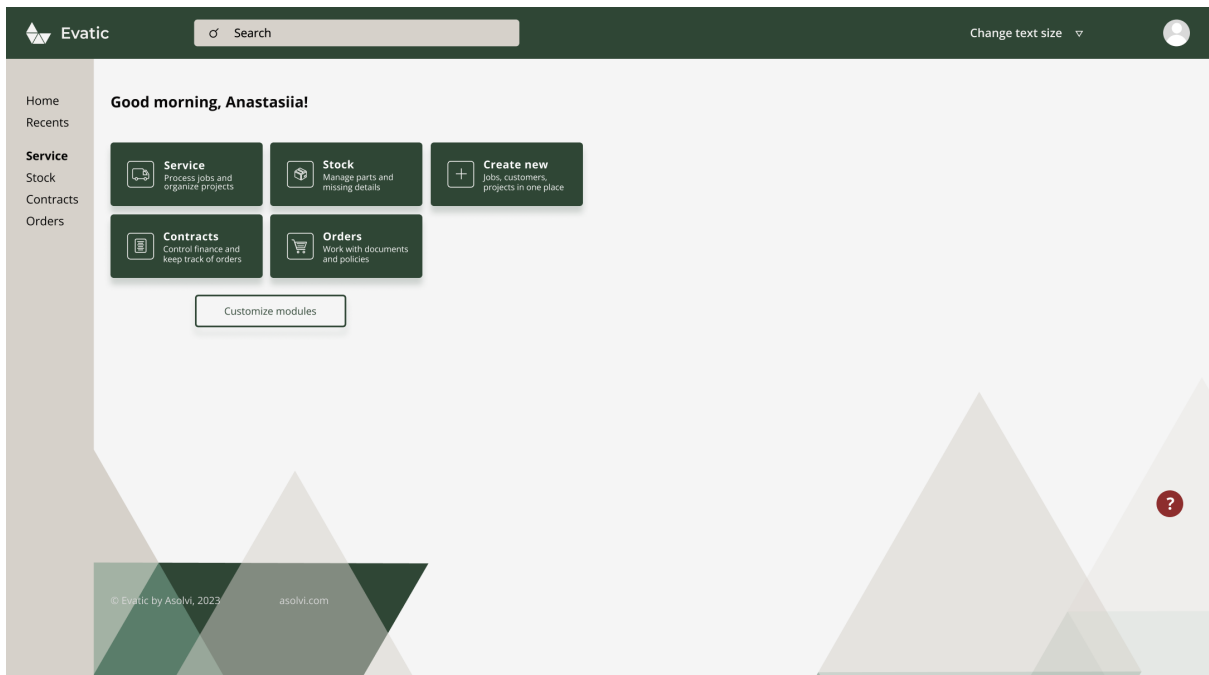 Evatic
Search
Change text size
Home
Recents
Service
Stock
Contracts
Orders
Good morning, Anastasiia!
Service
Process jobs and
organize projects
Stock
Manage parts and
missing details
Create new
Jobs, customers,
projects in one place
Contracts
Control finance and
keep track of orders
Orders
Work with documents
and policies
Customize modules
?
© Evatic by Asolvi, 2023
asolvi.com